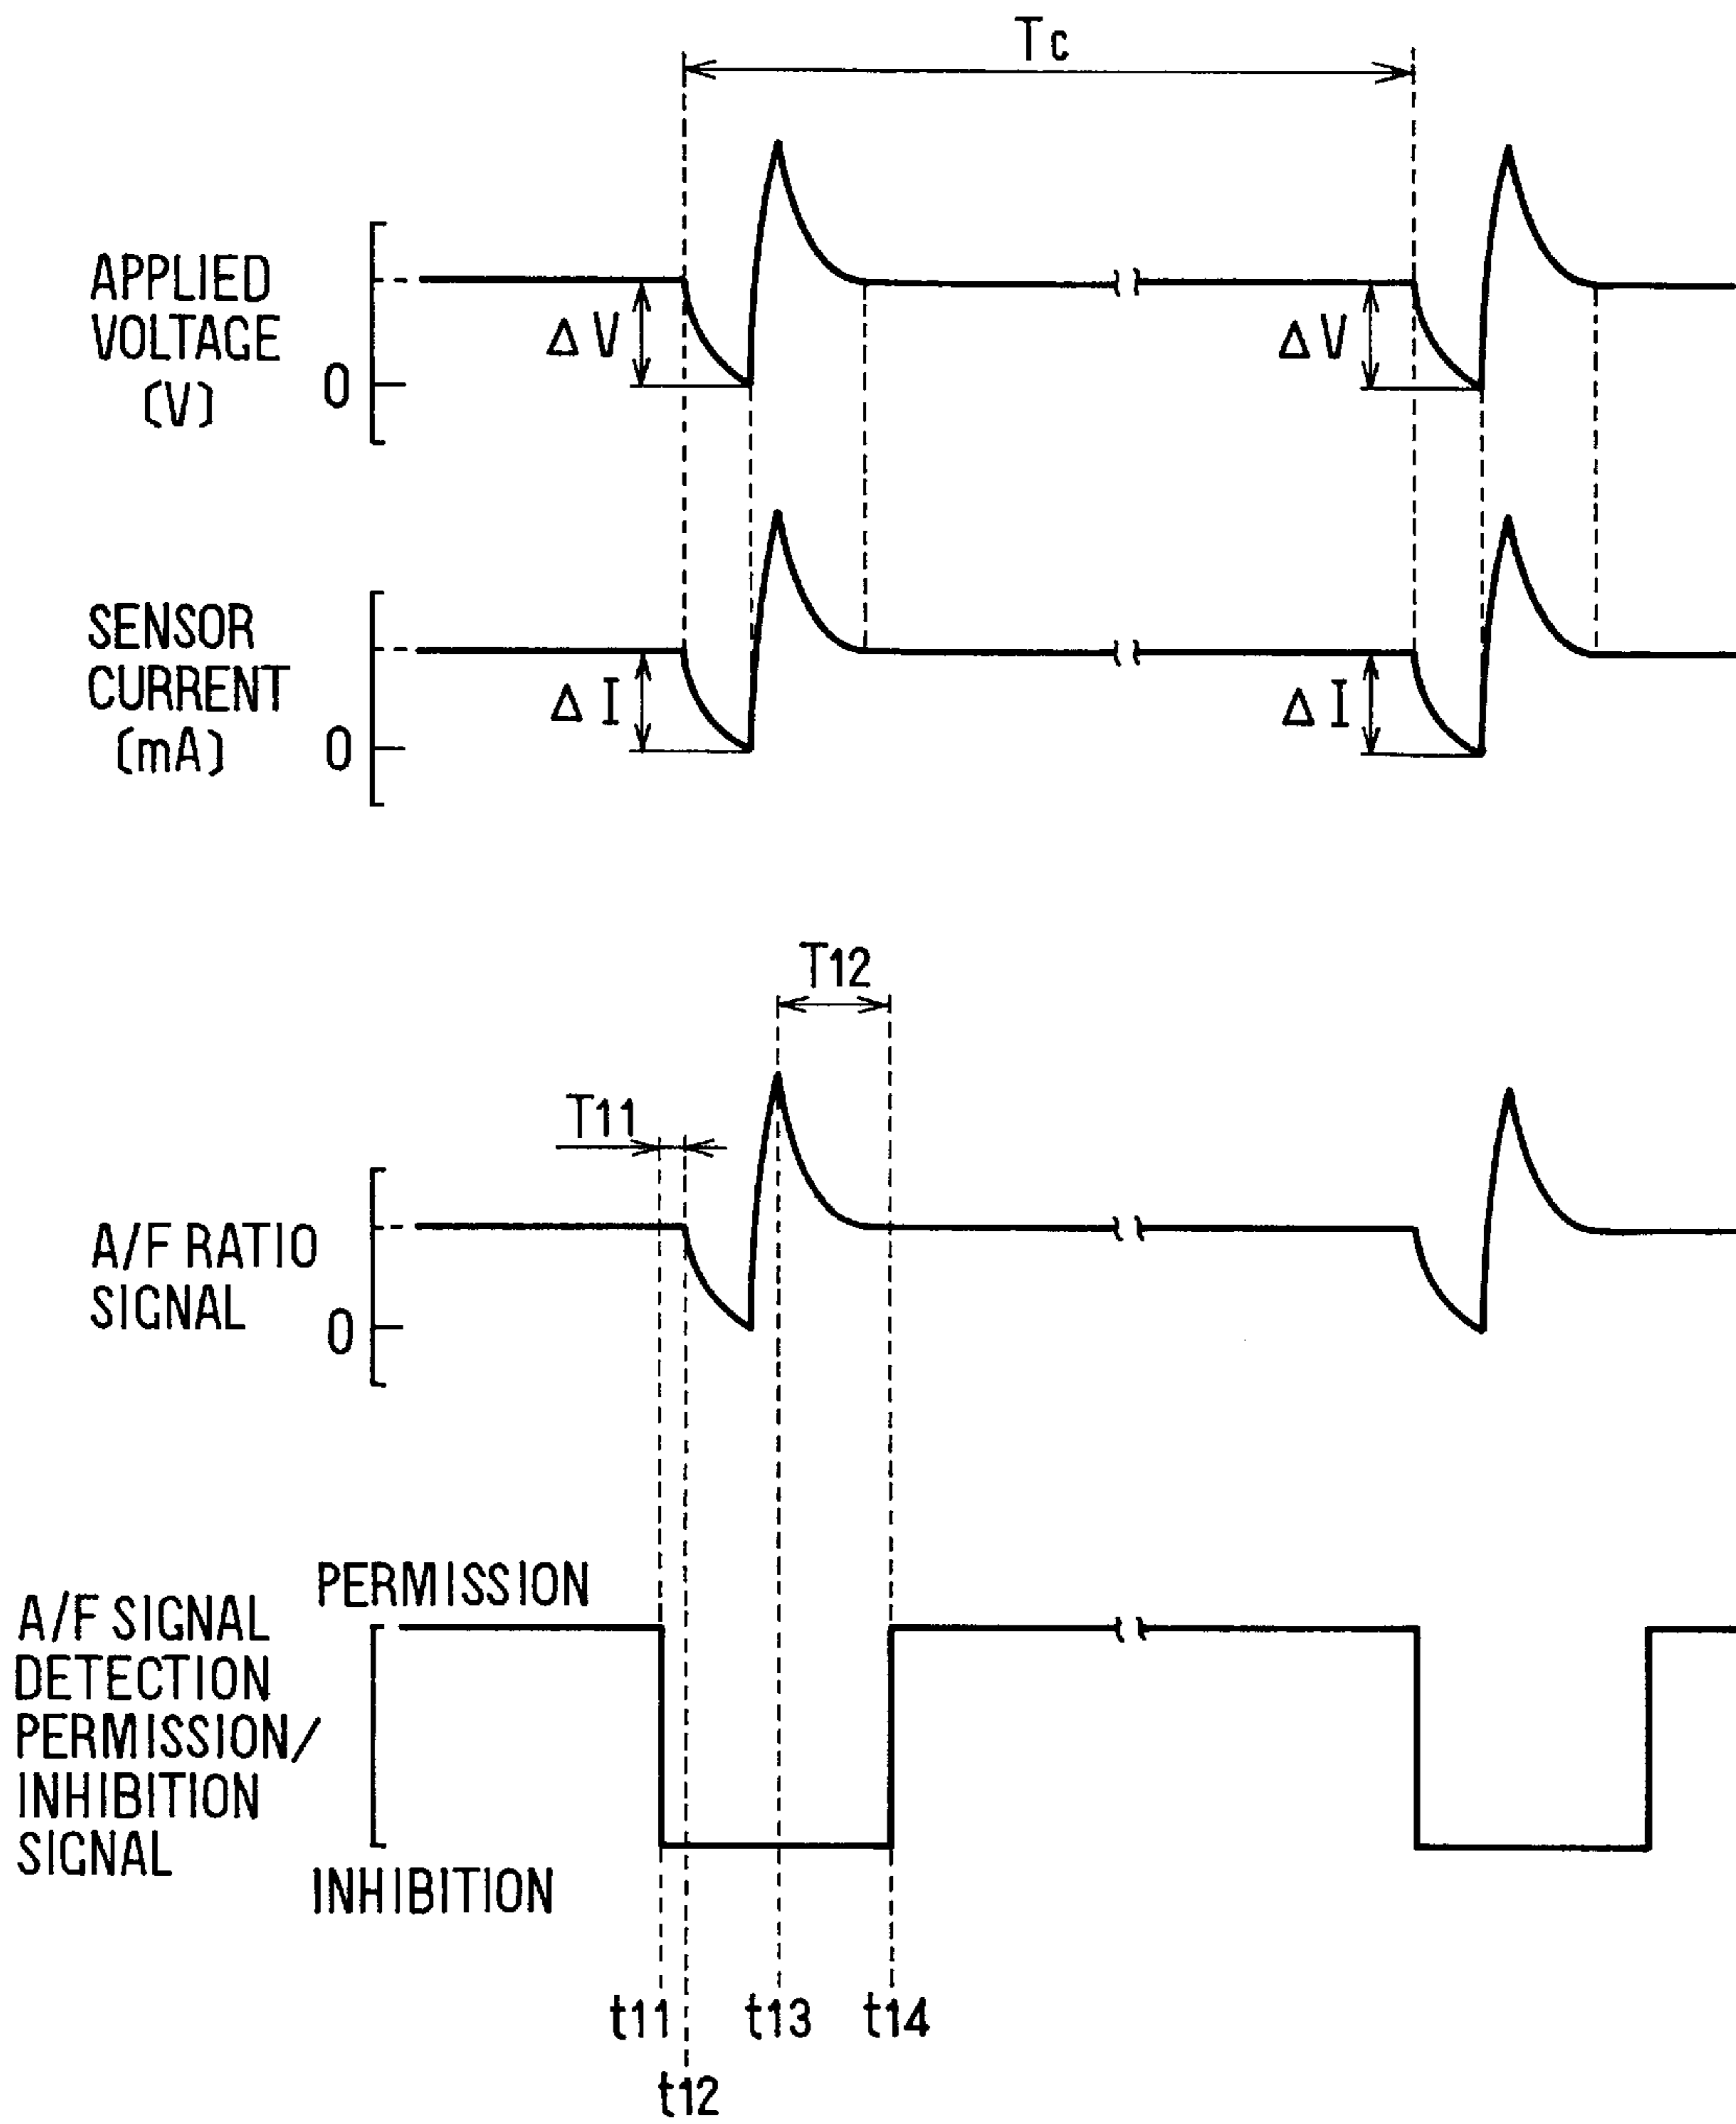 Tc
APPLIED
VOLTAGE
(V)
0
ΔV
ΔV
SENSOR
CURRENT
(mA)
0
ΔI
ΔI
T12
T11
A/F RATIO
SIGNAL
0
PERMISSION
A/F SIGNAL
DETECTION
PERMISSION/
INHIBITION
SIGNAL
INHIBITION
t11
t13
t14
t12